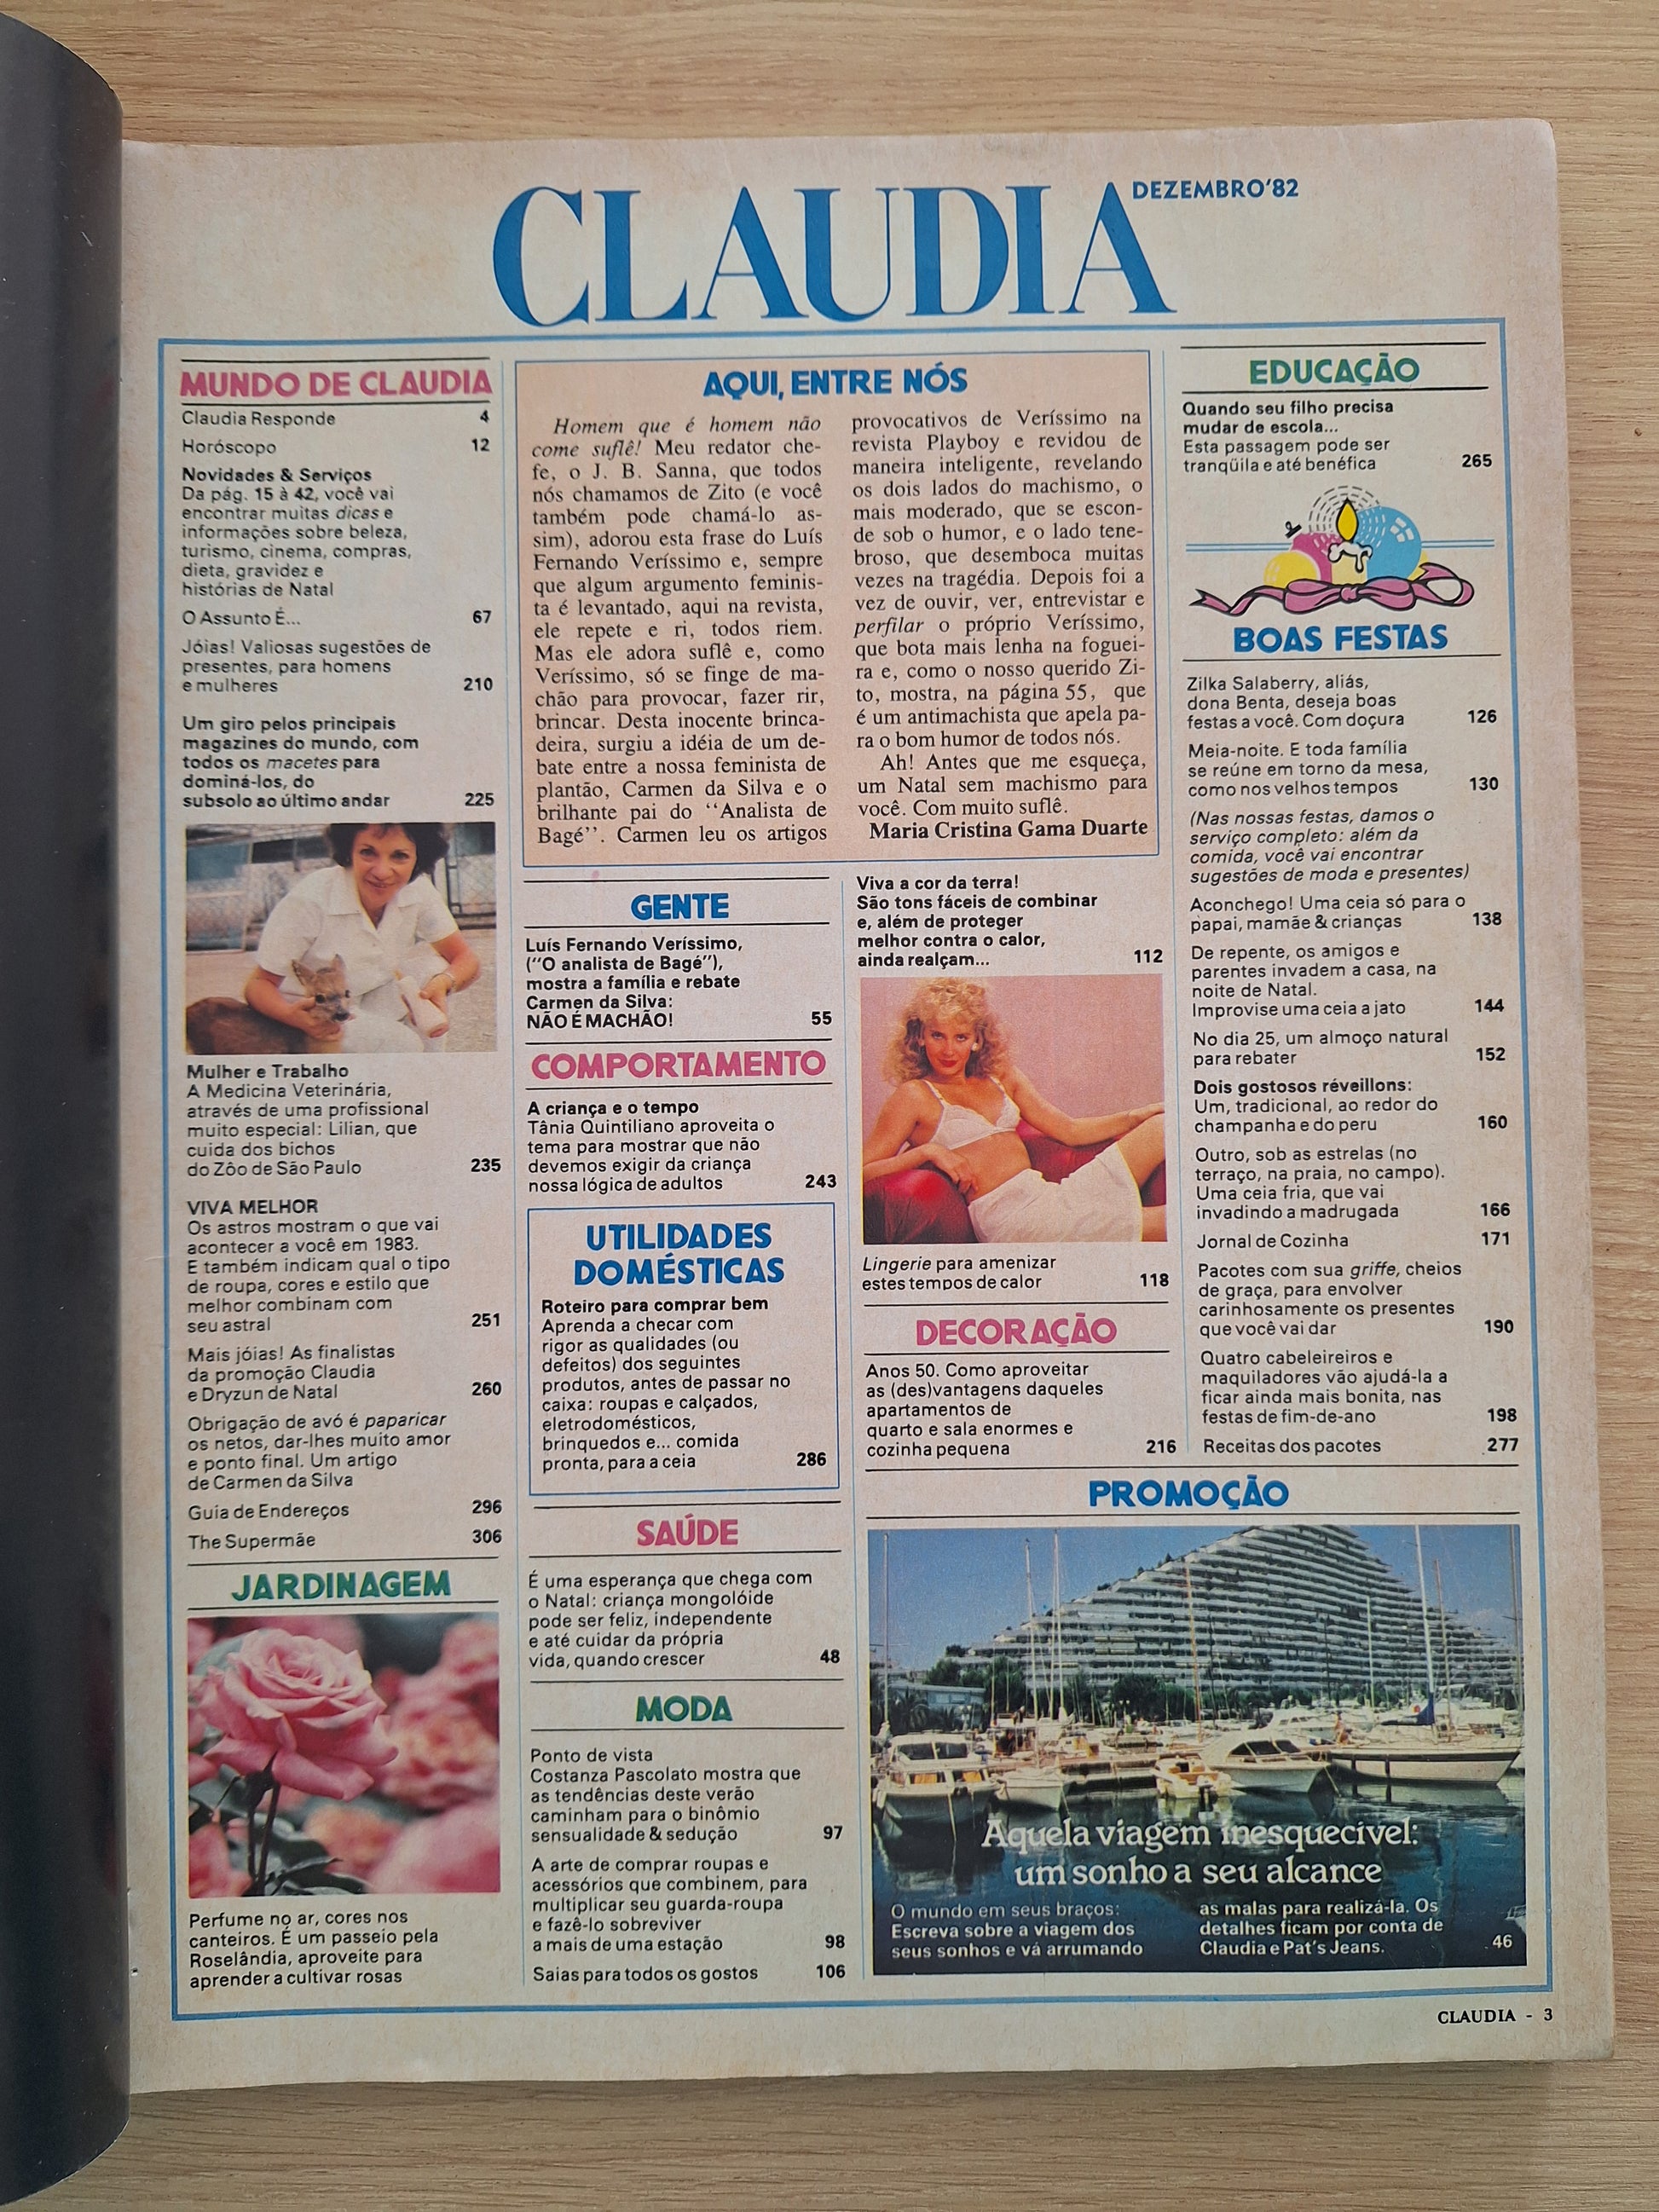 CLAUDIA
DEZEMBRO'82
MUNDO DE CLAUDIA
Claudia Responde 4
Horóscopo 12
Novidades & Serviços
Da pág. 15 à 42, você vai
encontrar muitas dicas e
informações sobre beleza,
turismo, cinema, compras,
dieta, gravidez e
histórias de Natal
O Assunto É... 67
Jóias! Valiosas sugestões de
presentes, para homens
e mulheres 210
Um giro pelos principais
magazines do mundo, com
todos os macetes para
dominá-los, do
subsolo ao último andar 225
Mulher e Trabalho
A Medicina Veterinária,
através de uma profissional
muito especial: Lilian, que
cuida dos bichos
do Zôo de São Paulo 235
VIVA MELHOR
Os astros mostram o que vai
acontecer a você em 1983.
E também indicam qual o tipo
de roupa, cores e estilo que
melhor combinam com
seu astral 251
Mais jóias! As finalistas
da promoção Claudia
e Dryzun de Natal 260
Obrigação de avó é paparicar
os netos, dar-lhes muito amor
e ponto final. Um artigo
de Carmen da Silva
Guia de Endereços 296
The Supermãe 306
JARDINAGEM
Perfume no ar, cores nos
canteiros. É um passeio pela
Roselândia, aproveite para
aprender a cultivar rosas
AQUI, ENTRE NÓS
Homem que é homem não
come suflê! Meu redator che-
fe, o J. B. Sanna, que todos
nós chamamos de Zito (e você
também pode chamá-lo as-
sim), adorou esta frase do Luís
Fernando Veríssimo e, sempre
que algum argumento feminis-
ta é levantado, aqui na revista,
ele repete e ri, todos riem.
Mas ele adora suflê e, como
Veríssimo, só se finge de ma-
chão para provocar, fazer rir,
brincar. Desta inocente brinca-
deira, surgiu a idéia de um de-
bate entre a nossa feminista de
plantão, Carmen da Silva e o
brilhante pai do ‘‘Analista de
Bagé’’. Carmen leu os artigos
provocativos de Veríssimo na
revista Playboy e revidou de
maneira inteligente, revelando
os dois lados do machismo, o
mais moderado, que se escon-
de sob o humor, e o lado tene-
broso, que desemboca muitas
vezes na tragédia. Depois foi a
vez de ouvir, ver, entrevistar e
perfilar o próprio Veríssimo,
que bota mais lenha na foguei-
ra e, como o nosso querido Zi-
to, mostra, na página 55, que
é um antimachista que apela pa-
ra o bom humor de todos nós.
Ah! Antes que me esqueça,
um Natal sem machismo para
você. Com muito suflê.
Maria Cristina Gama Duarte
GENTE
Luís Fernando Veríssimo,
(“O analista de Bagé”),
mostra a família e rebate
Carmen da Silva:
NÃO É MACHÃO! 55
COMPORTAMENTO
A criança e o tempo
Tânia Quintiliano aproveita o
tema para mostrar que não
devemos exigir da criança
nossa lógica de adultos 243
UTILIDADES
DOMÉSTICAS
Roteiro para comprar bem
Aprenda a checar com
rigor as qualidades (ou
defeitos) dos seguintes
produtos, antes de passar no
caixa: roupas e calçados,
eletrodomésticos,
brinquedos e... comida
pronta, para a ceia 286
SAÚDE
É uma esperança que chega com
o Natal: criança mongolóide
pode ser feliz, independente
e até cuidar da própria
vida, quando crescer 48
MODA
Ponto de vista
Costanza Pascolato mostra que
as tendências deste verão
caminham para o binômio
sensualidade & sedução 97
A arte de comprar roupas e
acessórios que combinem, para
multiplicar seu guarda-roupa
e fazê-lo sobreviver
a mais de uma estação 98
Saias para todos os gostos 106
Viva a cor da terra!
São tons fáceis de combinar
e, além de proteger
melhor contra o calor,
ainda realçam... 112
Lingerie para amenizar
estes tempos de calor 118
DECORAÇÃO
Anos 50. Como aproveitar
as (des)vantagens daqueles
apartamentos de
quarto e sala enormes e
cozinha pequena 216
EDUCAÇÃO
Quando seu filho precisa
mudar de escola...
Esta passagem pode ser
tranqüila e até benéfica 265
BOAS FESTAS
Zilka Salaberry, aliás,
dona Benta, deseja boas
festas a você. Com doçura 126
Meia-noite. E toda família
se reúne em torno da mesa,
como nos velhos tempos 130
(Nas nossas festas, damos o
serviço completo: além da
comida, você vai encontrar
sugestões de moda e presentes)
Aconchego! Uma ceia só para o
papai, mamãe & crianças 138
De repente, os amigos e
parentes invadem a casa, na
noite de Natal.
Improvise uma ceia a jato 144
No dia 25, um almoço natural
para rebater 152
Dois gostosos réveillons:
Um, tradicional, ao redor do
champanha e do peru 160
Outro, sob as estrelas (no
terraço, na praia, no campo).
Uma ceia fria, que vai
invadindo a madrugada 166
Jornal de Cozinha 171
Pacotes com sua griffe, cheios
de graça, para envolver
carinhosamente os presentes
que você vai dar 190
Quatro cabeleireiros e
maquiladores vão ajudá-la a
ficar ainda mais bonita, nas
festas de fim-de-ano 198
Receitas dos pacotes 277
PROMOÇÃO
Aquela viagem inesquecível:
um sonho a seu alcance
O mundo em seus braços:
Escreva sobre a viagem dos
seus sonhos e vá arrumando
as malas para realizá-la. Os
detalhes ficam por conta de
Claudia e Pat's Jeans. 46
CLAUDIA - 3